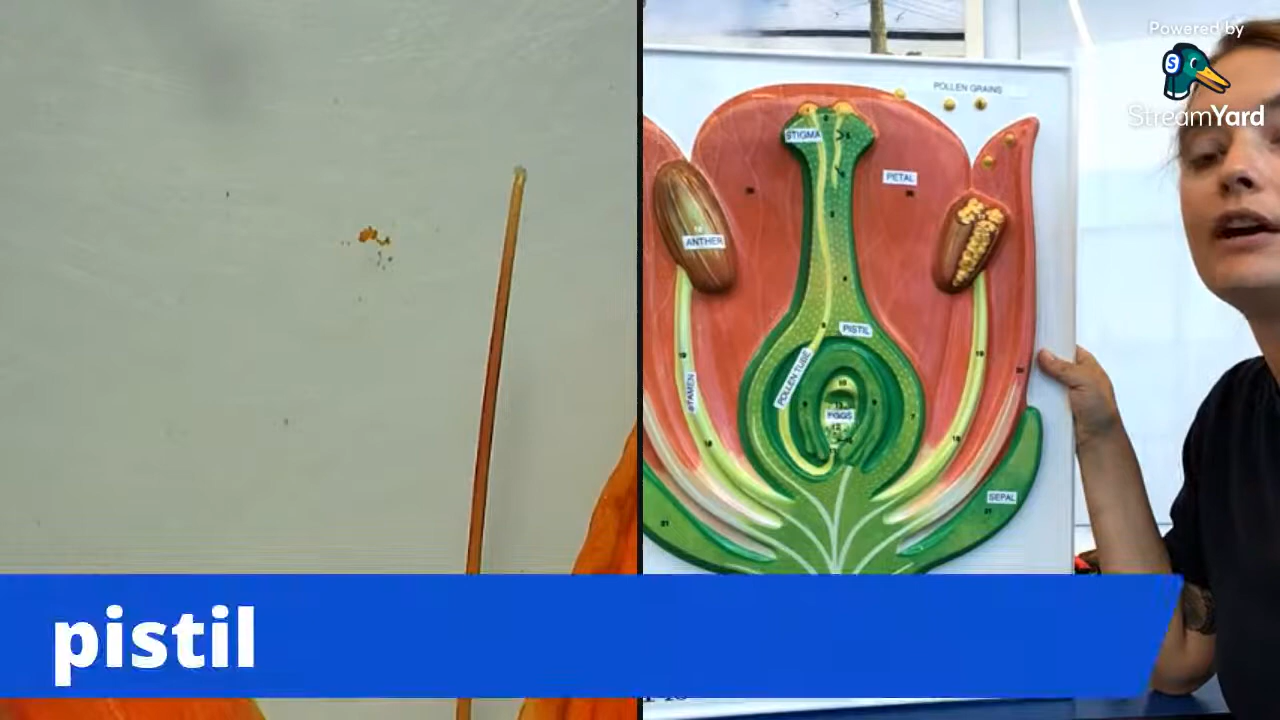 Powered by
StreamYard
POLLEN GRAINS
STIGMA
PETAL
ANTHER
PISTIL
POLLEN TUBE
STAMEN
EGGS
SEPAL
pistil